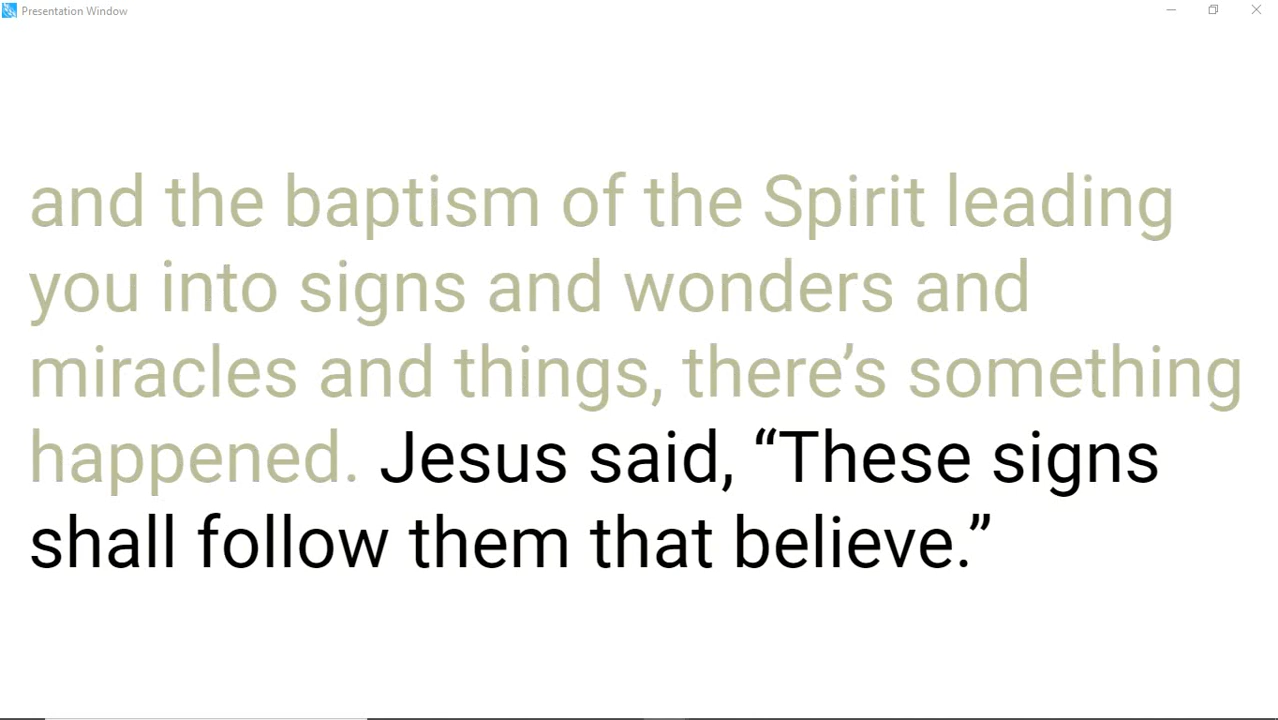 Presentation Window
and the baptism of the Spirit leading
you into signs and wonders and
miracles and things, there’s something
happened. Jesus said, “These signs
shall follow them that believe.”